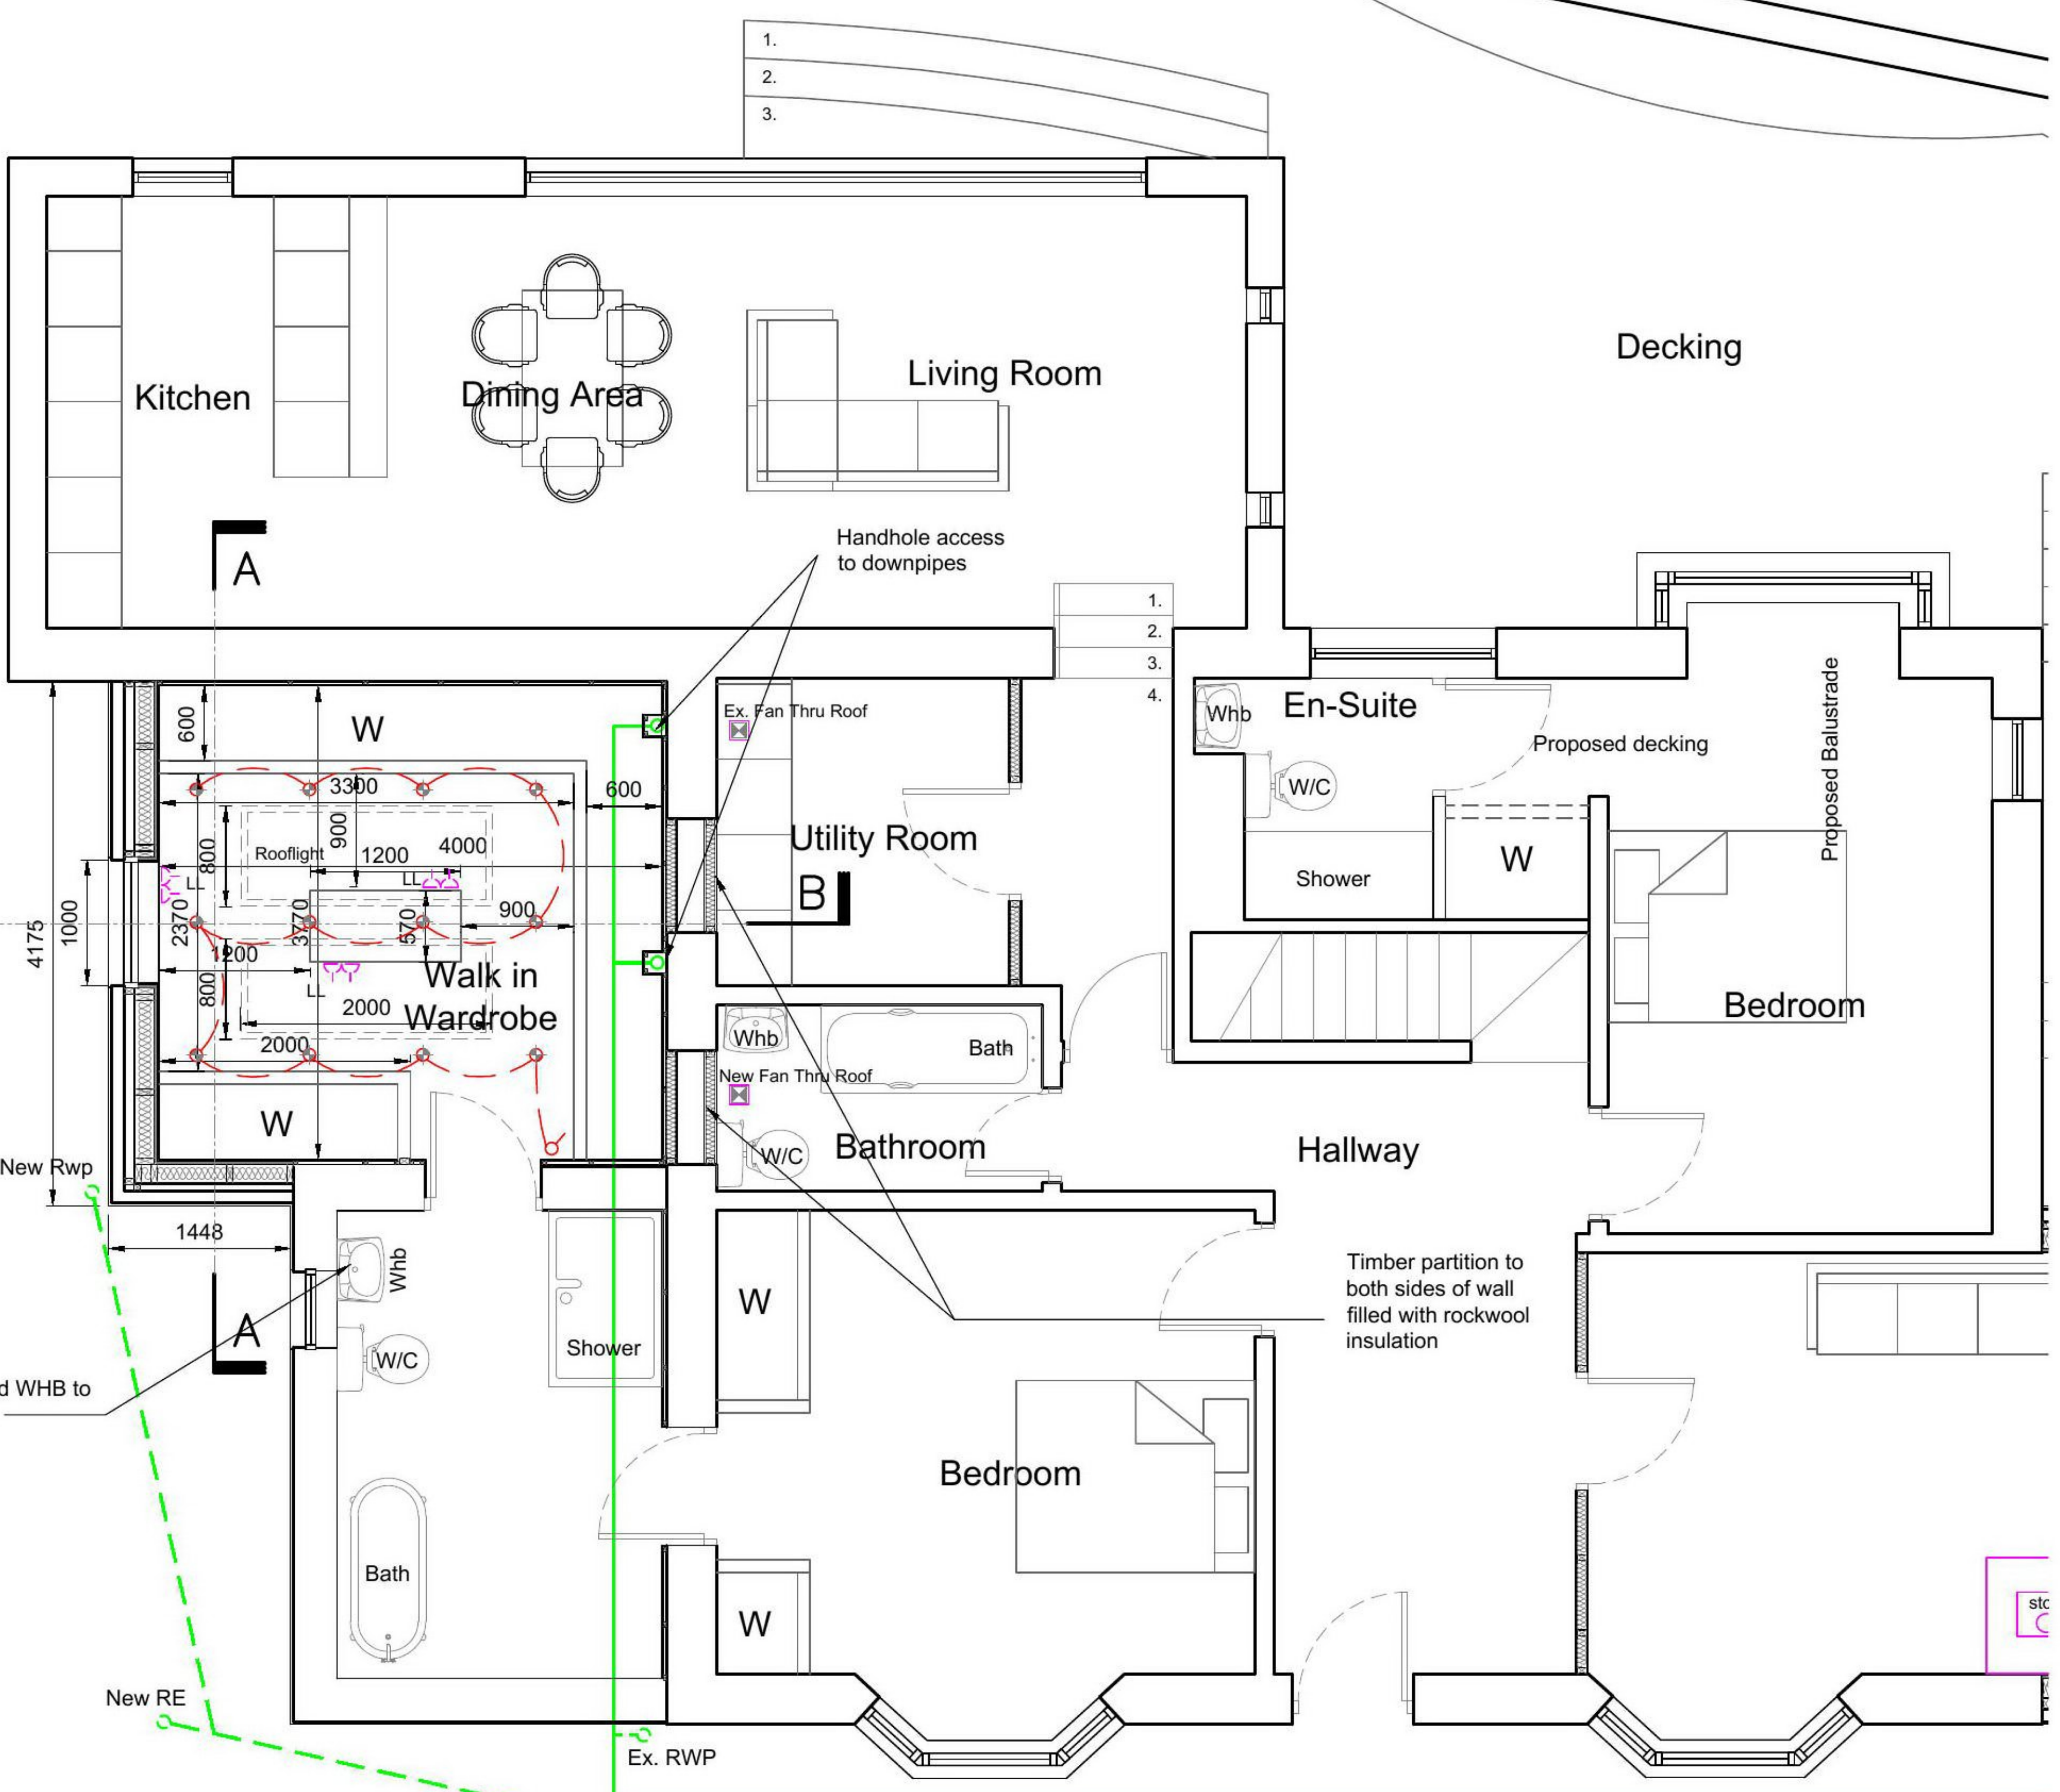 1.
2.
3.
Kitchen
Dining Area
Living Room
Decking
A
Handhole access
to downpipes
1.
2.
3.
4.
600
W
Ex. Fan Thru Roof
Whb
En-Suite
Proposed decking
Proposed Balustrade
W/C
3300
600
900
800
Rooflight
1200
4000
LL
LL
Utility Room
B
Shower
W
4175
1000
2370
3770
570
900
1200
800
LL
Walk in
Wardrobe
2000
2000
Whb
Bath
Bedroom
New Fan Thru Roof
W
W/C
Bathroom
Hallway
New Rwp
1448
Whb
W
Timber partition to
both sides of wall
filled with rockwool
insulation
A
Shower
W/C
d WHB to
Bedroom
Bath
W
sto
New RE
Ex. RWP